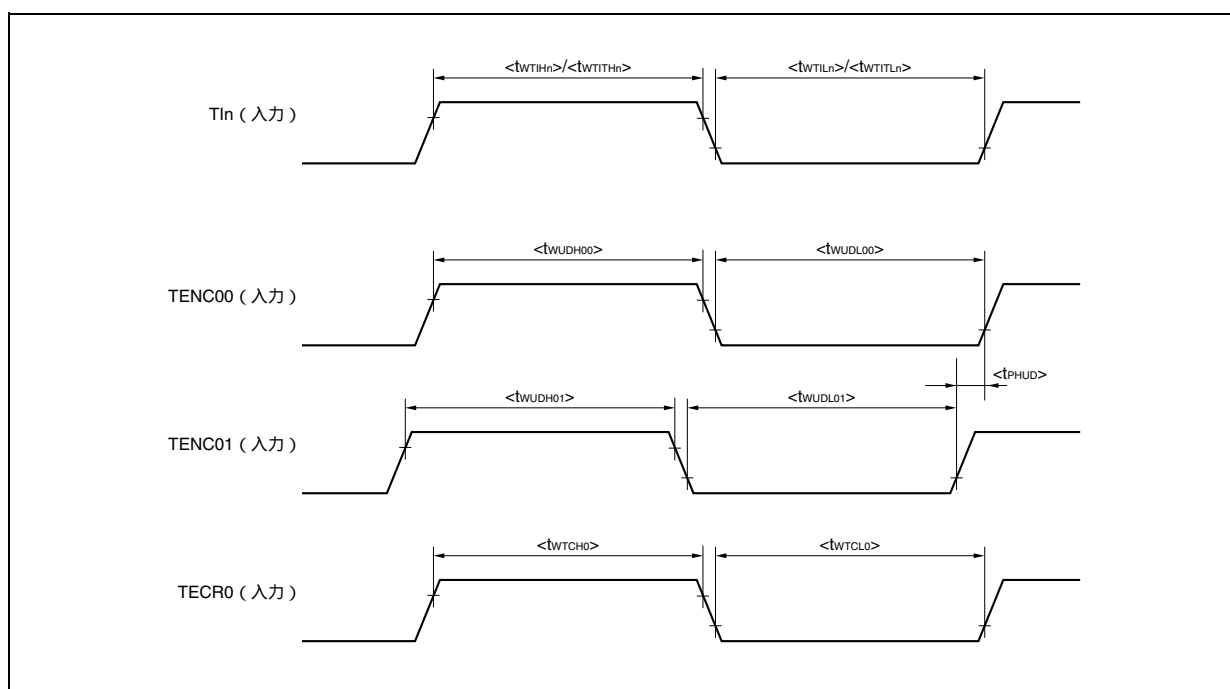 <tWTIHn>/<tWTITHn> <tWTILn>/<tWTITLn>
TIn（入力）
<tWUDH00> <tWUDL00>
TENC00（入力）
<tPHUD>
<tWUDH01> <tWUDL01>
TENC01（入力）
<tWTCH0> <tWTCL0>
TECR0（入力）